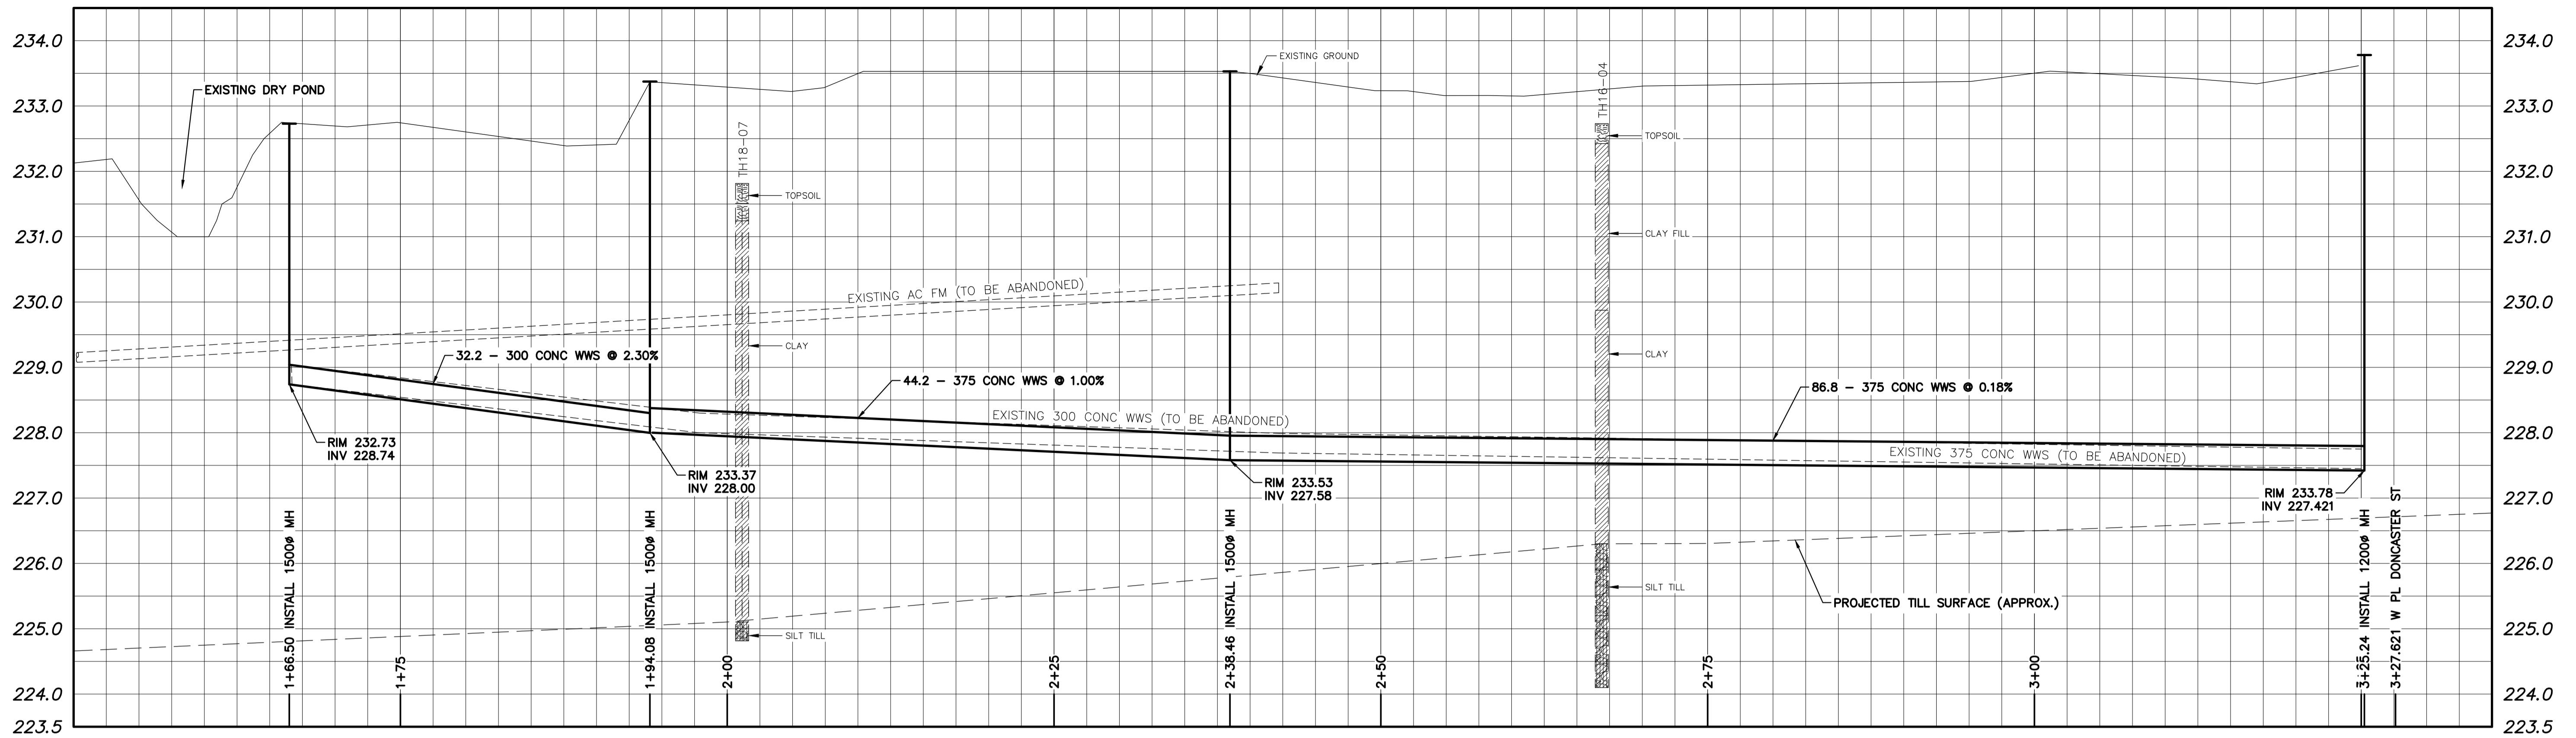 234.0
233.0
232.0
231.0
230.0
229.0
228.0
227.0
226.0
225.0
224.0
223.5
EXISTING DRY POND
EXISTING GROUND
TH18-07
TOPSOIL
CLAY
SILT TILL
TH16-04
TOPSOIL
CLAY FILL
CLAY
SILT TILL
EXISTING AC FM (TO BE ABANDONED)
32.2 - 300 CONC WWS @ 2.30%
44.2 - 375 CONC WWS @ 1.00%
86.8 - 375 CONC WWS @ 0.18%
EXISTING 300 CONC WWS (TO BE ABANDONED)
EXISTING 375 CONC WWS (TO BE ABANDONED)
RIM 232.73
INV 228.74
RIM 233.37
INV 228.00
RIM 233.53
INV 227.58
RIM 233.78
INV 227.421
PROJECTED TILL SURFACE (APPROX.)
1+66.50 INSTALL 1500ø MH
1+75
1+94.08 INSTALL 1500ø MH
2+00
2+25
2+38.46 INSTALL 1500ø MH
2+50
2+75
3+00
3+25.24 INSTALL 1200ø MH
3+27.621 W PL DONCASTER ST
234.0
233.0
232.0
231.0
230.0
229.0
228.0
227.0
226.0
225.0
224.0
223.5